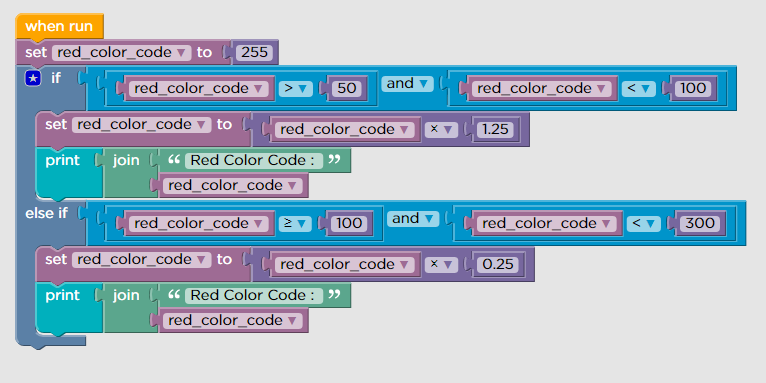 when run
set red_color_code ▼ to 255
if red_color_code ▼ > ▼ 50 and ▼ red_color_code ▼ < ▼ 100
set red_color_code ▼ to red_color_code ▼ × ▼ 1.25
print join “ Red Color Code : ”
red_color_code ▼
else if red_color_code ▼ ≥ ▼ 100 and ▼ red_color_code ▼ < ▼ 300
set red_color_code ▼ to red_color_code ▼ × ▼ 0.25
print join “ Red Color Code : ”
red_color_code ▼